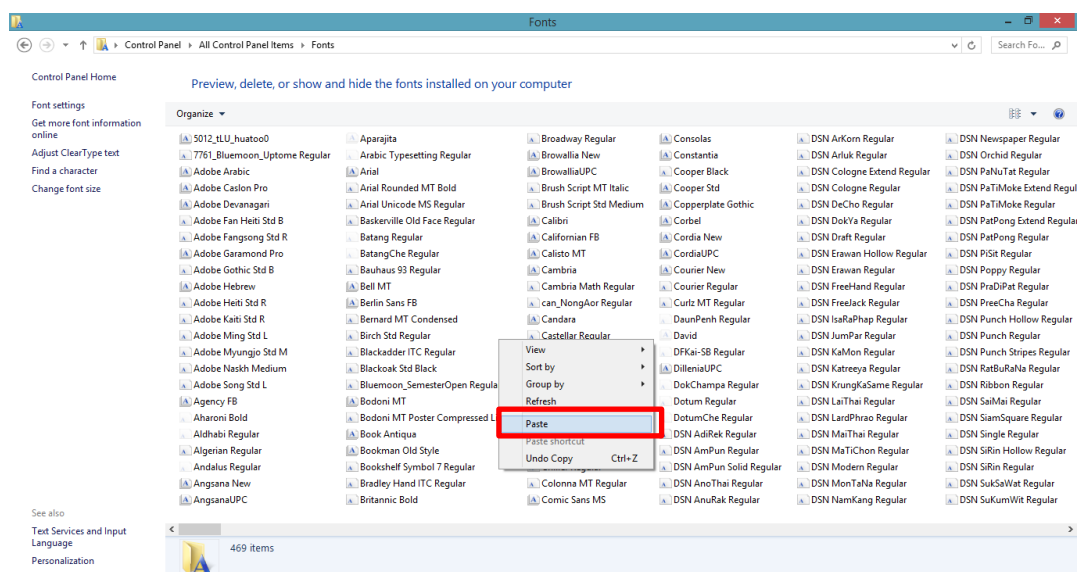 Fonts
Control Panel All Control Panel Items Fonts
Search Fo...
Control Panel Home
Font settings
Get more font information
online
Adjust ClearType text
Find a character
Change font size
See also
Text Services and Input
Language
Personalization
Preview, delete, or show and hide the fonts installed on your computer
Organize
5012_tLU_huatoo0
7761_Bluemoon_Uptome Regular
Adobe Arabic
Adobe Caslon Pro
Adobe Devanagari
Adobe Fan Heiti Std B
Adobe Fangsong Std R
Adobe Garamond Pro
Adobe Gothic Std B
Adobe Hebrew
Adobe Heiti Std R
Adobe Kaiti Std R
Adobe Ming Std L
Adobe Myungjo Std M
Adobe Naskh Medium
Adobe Song Std L
Agency FB
Aharoni Bold
Aldhabi Regular
Algerian Regular
Andalus Regular
Angsana New
AngsanaUPC
Aparajita
Arabic Typesetting Regular
Arial
Arial Rounded MT Bold
Arial Unicode MS Regular
Baskerville Old Face Regular
Batang Regular
BatangChe Regular
Bauhaus 93 Regular
Bell MT
Berlin Sans FB
Bernard MT Condensed
Birch Std Regular
Blackadder ITC Regular
Blackoak Std Black
Bluemoon_SemesterOpen Regula
Bodoni MT
Bodoni MT Poster Compressed L
Book Antiqua
Bookman Old Style
Bookshelf Symbol 7 Regular
Bradley Hand ITC Regular
Britannic Bold
Broadway Regular
Browallia New
BrowalliaUPC
Brush Script MT Italic
Brush Script Std Medium
Calibri
Californian FB
Calisto MT
Cambria
Cambria Math Regular
can_NongAor Regular
Candara
Castellar Regular
View
Sort by
Group by
Refresh
Paste
Paste shortcut
Undo Copy Ctrl+Z
Colonna MT Regular
Comic Sans MS
Consolas
Constantia
Cooper Black
Cooper Std
Copperplate Gothic
Corbel
Cordia New
CordiaUPC
Courier New
Courier Regular
Curlz MT Regular
DaunPenh Regular
David
DFKai-SB Regular
DilleniaUPC
DokChampa Regular
Dotum Regular
DotumChe Regular
DSN AdiRek Regular
DSN AmPun Regular
DSN AmPun Solid Regular
DSN AnoThai Regular
DSN AnuRak Regular
DSN ArKorn Regular
DSN Arluk Regular
DSN Cologne Extend Regular
DSN Cologne Regular
DSN DeCho Regular
DSN DokYa Regular
DSN Draft Regular
DSN Erawan Hollow Regular
DSN Erawan Regular
DSN FreeHand Regular
DSN FreeJack Regular
DSN IsaRaPhap Regular
DSN JumPar Regular
DSN KaMon Regular
DSN Katreeya Regular
DSN KrungKaSame Regular
DSN LaiThai Regular
DSN LardPhrao Regular
DSN MaiThai Regular
DSN MaTiChon Regular
DSN Modern Regular
DSN MonTaNa Regular
DSN NamKang Regular
DSN Newspaper Regular
DSN Orchid Regular
DSN PaNuTat Regular
DSN PaTiMoke Extend Regul
DSN PaTiMoke Regular
DSN PatPong Extend Regular
DSN PatPong Regular
DSN PiSit Regular
DSN Poppy Regular
DSN PraDiPat Regular
DSN PreeCha Regular
DSN Punch Hollow Regular
DSN Punch Regular
DSN Punch Stripes Regular
DSN RatBuRaNa Regular
DSN Ribbon Regular
DSN SaiMai Regular
DSN SiamSquare Regular
DSN Single Regular
DSN SiRin Hollow Regular
DSN SiRin Regular
DSN SukSaWat Regular
DSN SuKumWit Regular
469 items